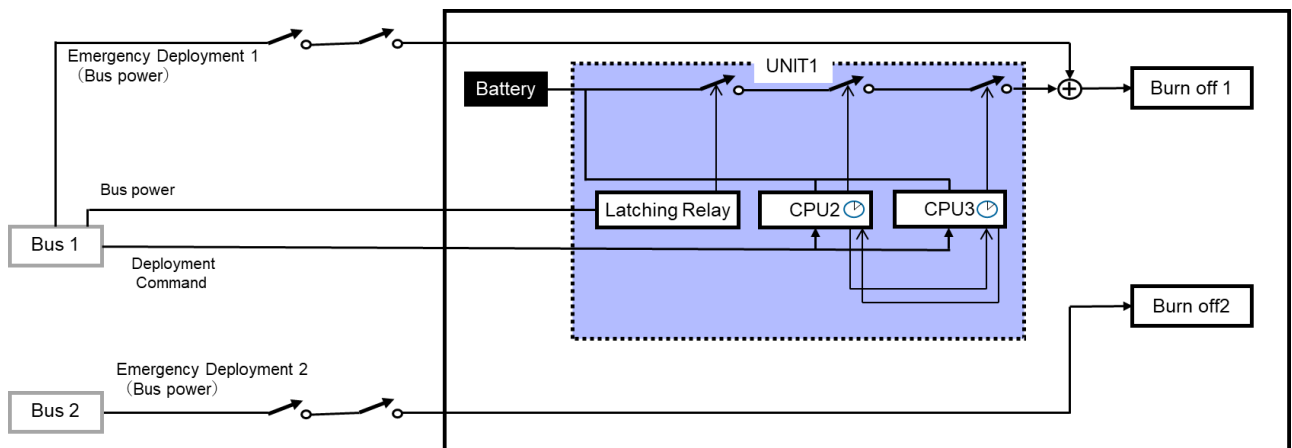 Emergency Deployment 1
（Bus power）
UNIT1
Battery
Burn off 1
Bus power
Latching Relay
CPU2
CPU3
Bus 1
Deployment
Command
Burn off2
Emergency Deployment 2
（Bus power）
Bus 2